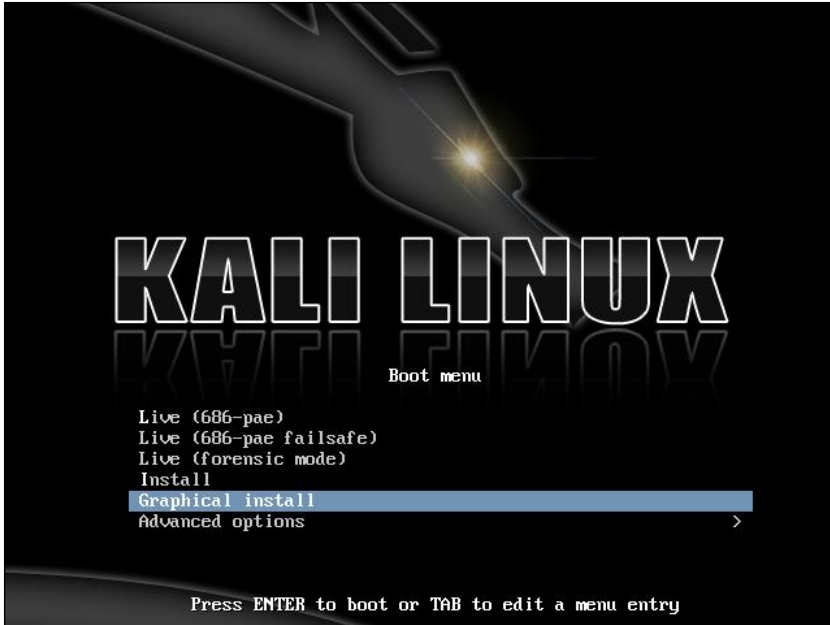 KALI LINUX
Boot menu
Live (686-pae)
Live (686-pae failsafe)
Live (forensic mode)
Install
Graphical install
Advanced options >
Press ENTER to boot or TAB to edit a menu entry